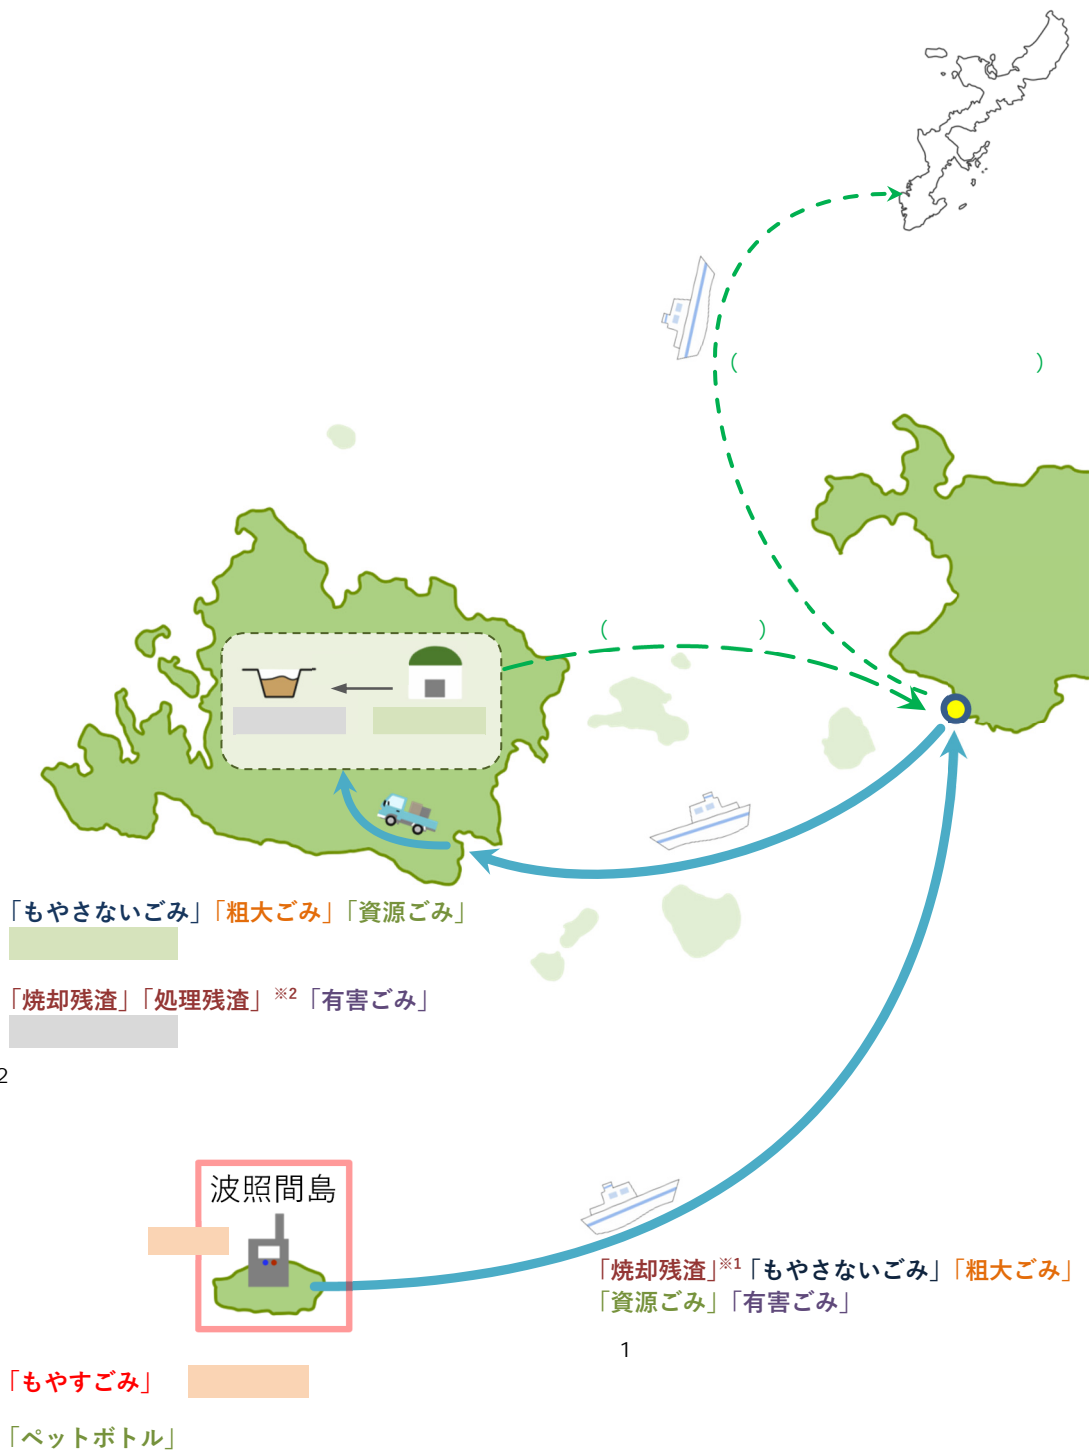 (
)
(
)
「もやさないごみ」「粗大ごみ」「資源ごみ」
「焼却残渣」「処理残渣」※2「有害ごみ」
2
波照間島
「焼却残渣」※1「もやさないごみ」「粗大ごみ」
「資源ごみ」「有害ごみ」
1
「もやすごみ」
「ペットボトル」